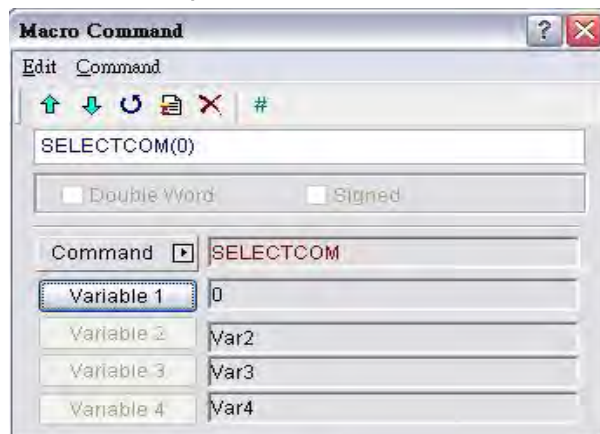 Macro Command ?
Edit Command
#
SELECTCOM(0)
Double Word Signed
Command SELECTCOM
Variable 1 0
Variable 2 Var2
Variable 3 Var3
Variable 4 Var4